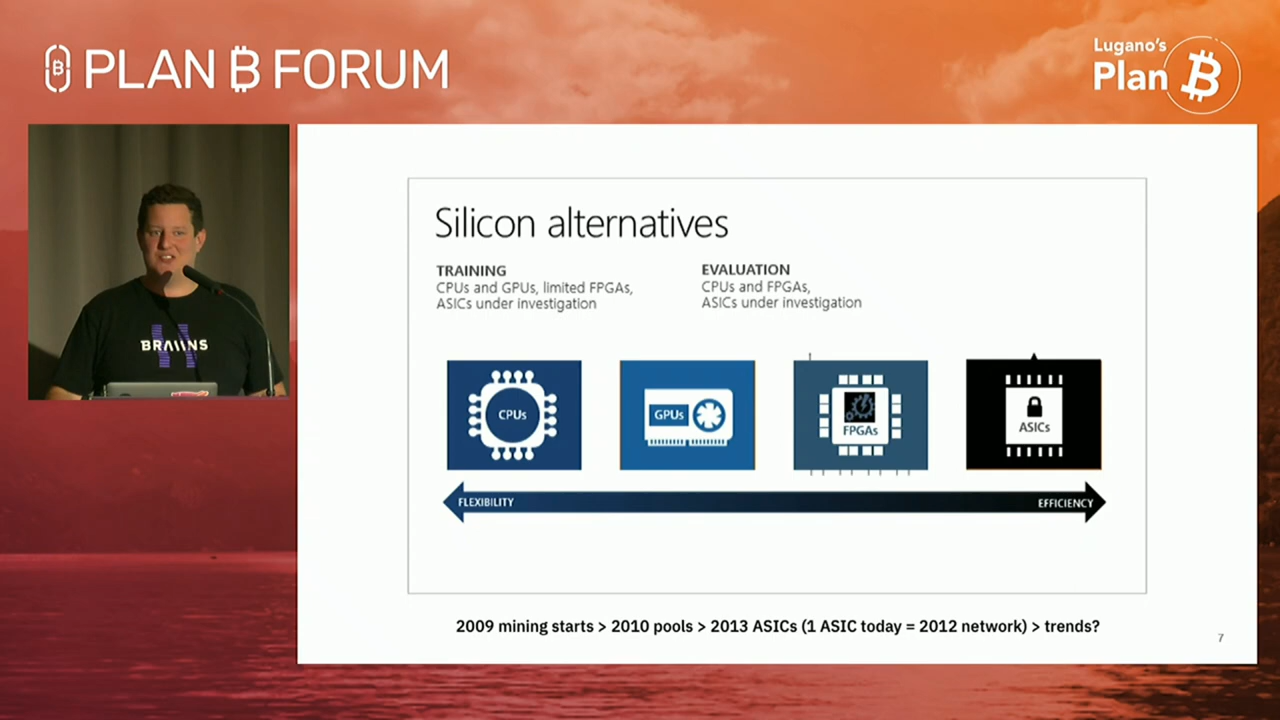 PLAN ₿ FORUM
Lugano's
Plan ₿
BRAIINS
Silicon alternatives
TRAINING
CPUs and GPUs, limited FPGAs,
ASICs under investigation
EVALUATION
CPUs and FPGAs,
ASICs under investigation
CPUs
GPUs
FPGAs
ASICs
FLEXIBILITY
EFFICIENCY
2009 mining starts > 2010 pools > 2013 ASICs (1 ASIC today = 2012 network) > trends?
7